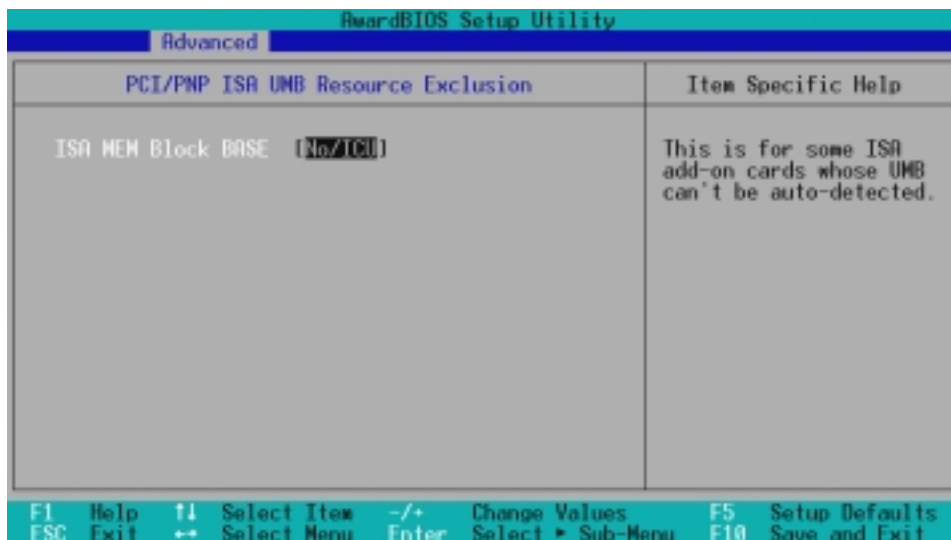 AwardBIOS Setup Utility
Advanced
PCI/PNP ISA UMB Resource Exclusion
Item Specific Help
ISA MEM Block BASE [No/ICU]
This is for some ISA
add-on cards whose UMB
can't be auto-detected.
F1 Help ↑↓ Select Item -/+ Change Values F5 Setup Defaults
ESC Exit ←→ Select Menu Enter Select ► Sub-Menu F10 Save and Exit